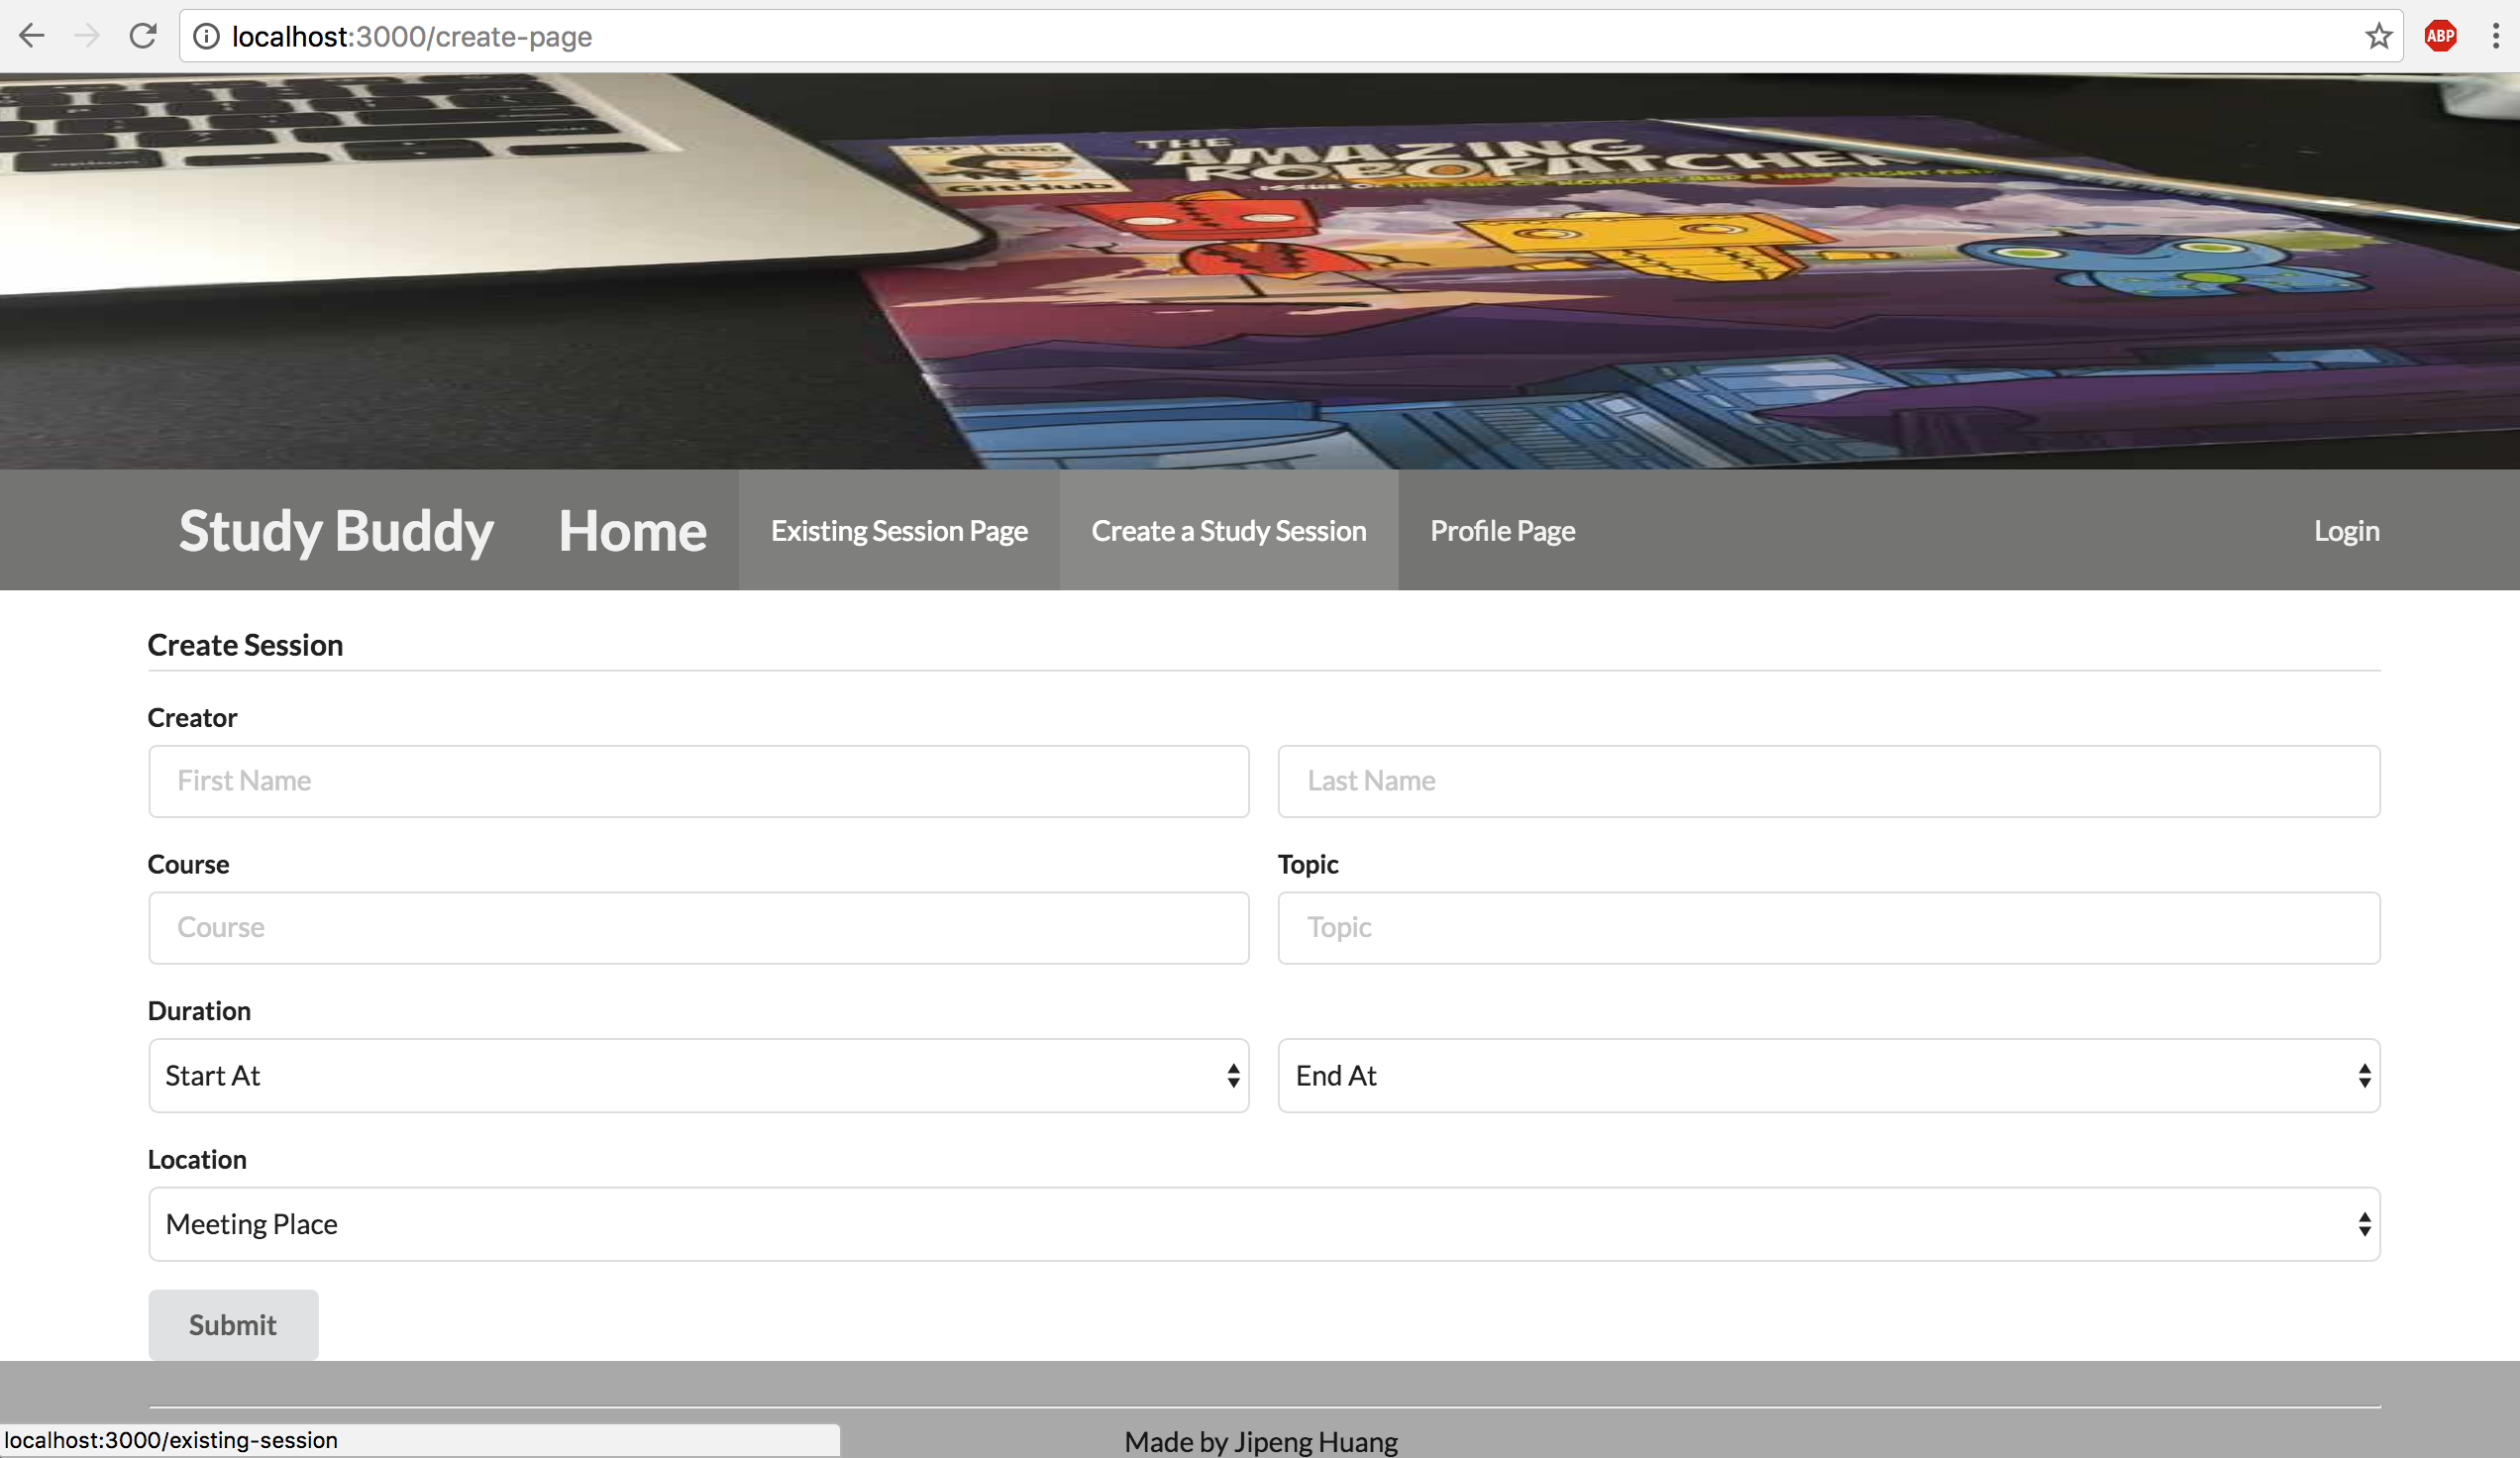 localhost:3000/create-page
ABP
option
GitHub
THE
AMAZING
ROBOPATCHER
Study Buddy Home Existing Session Page Create a Study Session Profile Page Login
Create Session
Creator
First Name Last Name
Course Topic
Course Topic
Duration
Start At End At
Location
Meeting Place
Submit
localhost:3000/existing-session
Made by Jipeng Huang